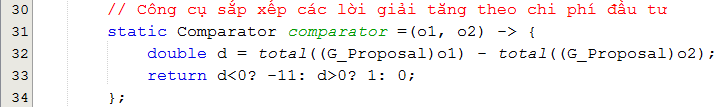 30 // Công cụ sắp xếp các lời giải tăng theo chi phí đầu tư
31 static Comparator comparator =(o1, o2) -> {
32 double d = total((G_Proposal)o1) - total((G_Proposal)o2);
33 return d<0? -11: d>0? 1: 0;
34 };